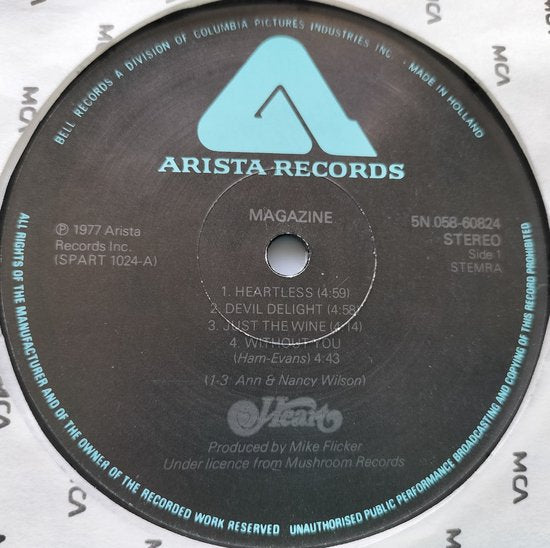 BELL RECORDS A DIVISION OF COLUMBIA PICTURES INDUSTRIES INC. · MADE IN HOLLAND
ARISTA RECORDS
MAGAZINE
℗ 1977 Arista
Records Inc.
(SPART 1024-A)
5N 058-60824
STEREO
Side 1
STEMRA
1. HEARTLESS (4:59)
2. DEVIL DELIGHT (4:58)
3. JUST THE WINE (4:14)
4. WITHOUT YOU
(Ham-Evans) 4:43
(1-3: Ann & Nancy Wilson)
Heart
Produced by Mike Flicker
Under licence from Mushroom Records
ALL RIGHTS OF THE MANUFACTURER AND OF THE OWNER OF THE RECORDED WORK RESERVED UNAUTHORISED PUBLIC PERFORMANCE BROADCASTING AND COPYING OF THIS RECORD PROHIBITED
MCA
MCA
MCA
MCA
MCA
MCA
MCA